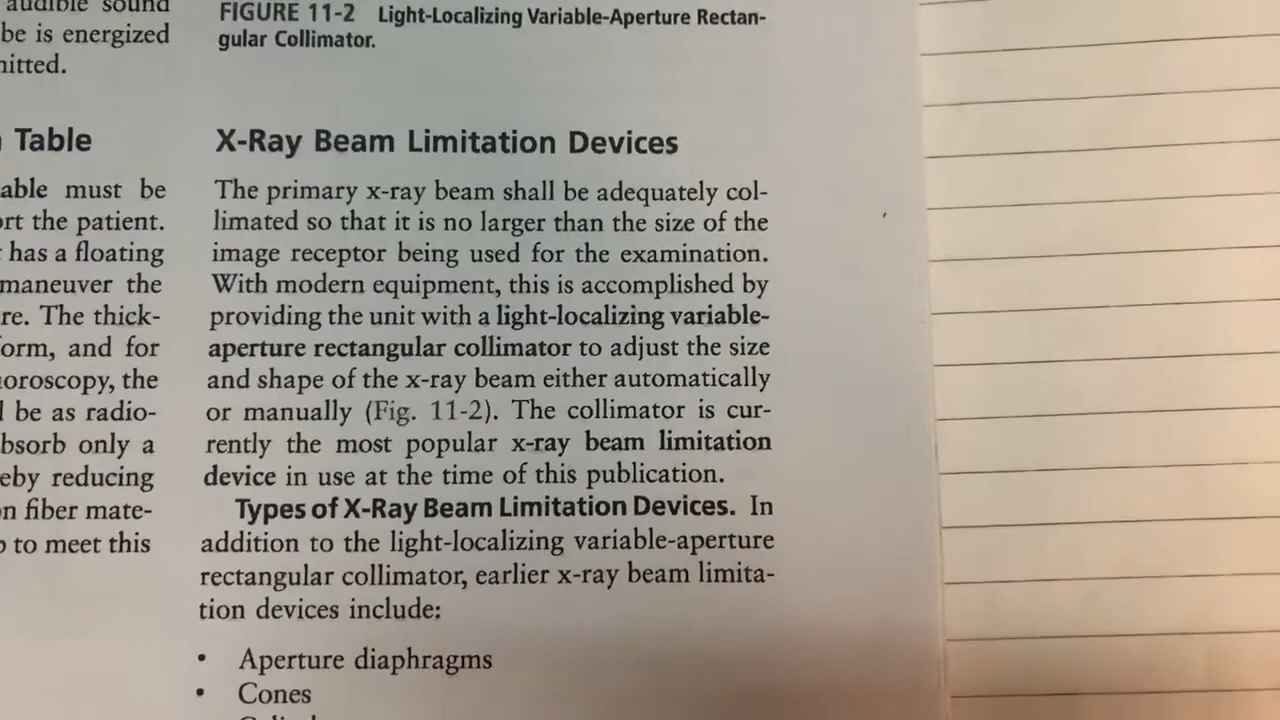 audible sound
be is energized
nitted.
Table
able must be
ort the patient.
has a floating
maneuver the
re. The thick-
orm, and for
oroscopy, the
l be as radio-
bsorb only a
eby reducing
n fiber mate-
to meet this
FIGURE 11-2 Light-Localizing Variable-Aperture Rectan-
gular Collimator.
X-Ray Beam Limitation Devices
The primary x-ray beam shall be adequately col-
limated so that it is no larger than the size of the
image receptor being used for the examination.
With modern equipment, this is accomplished by
providing the unit with a light-localizing variable-
aperture rectangular collimator to adjust the size
and shape of the x-ray beam either automatically
or manually (Fig. 11-2). The collimator is cur-
rently the most popular x-ray beam limitation
device in use at the time of this publication.
Types of X-Ray Beam Limitation Devices. In
addition to the light-localizing variable-aperture
rectangular collimator, earlier x-ray beam limita-
tion devices include:
• Aperture diaphragms
• Cones